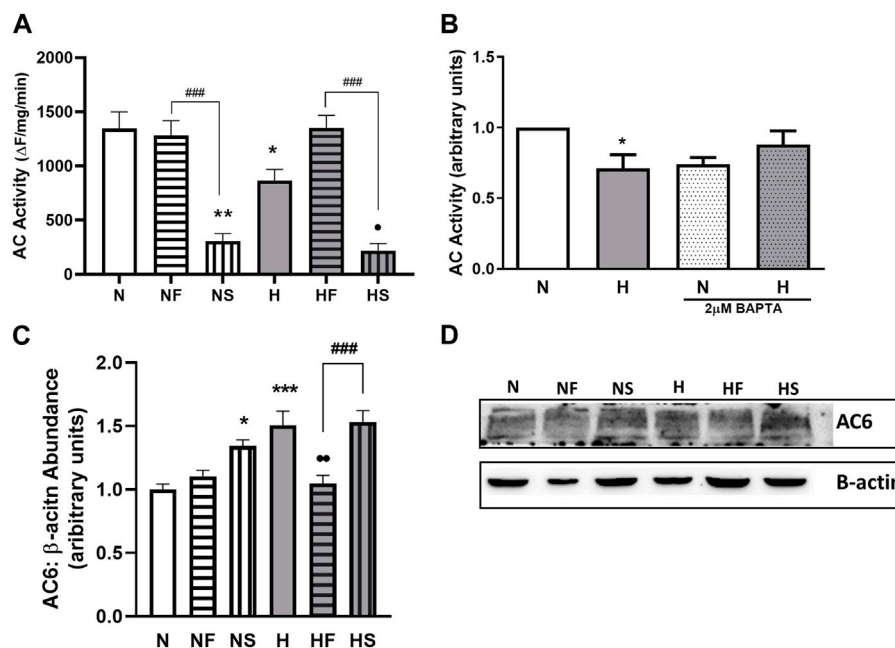 A
AC Activity (ΔF/mg/min)
2000
1500
1000
500
0
###
###
**
*
•
N NF NS H HF HS
B
AC Activity (arbitrary units)
1.5
1.0
0.5
0.0
*
N H N H
2μM BAPTA
C
AC6: β-acitn Abundance
(aribitrary units)
2.0
1.5
1.0
0.5
0.0
*
***
••
###
N NF NS H HF HS
D
N NF NS H HF HS
AC6
B-actin